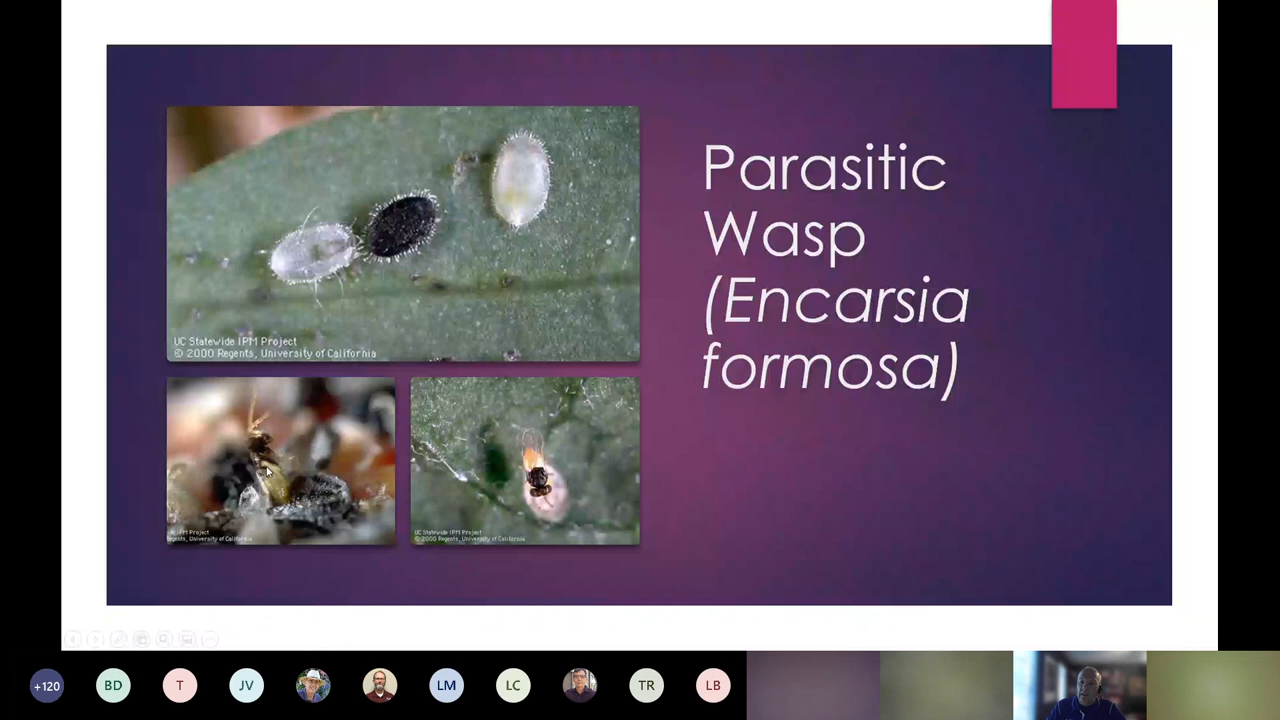 Parasitic
Wasp
(Encarsia
formosa)
UC Statewide IPM Project
© 2000 Regents, University of California
IPM Project
Regents, University of California
UC Statewide IPM Project
© 2000 Regents, University of California
+120
BD
T
JV
LM
LC
TR
LB